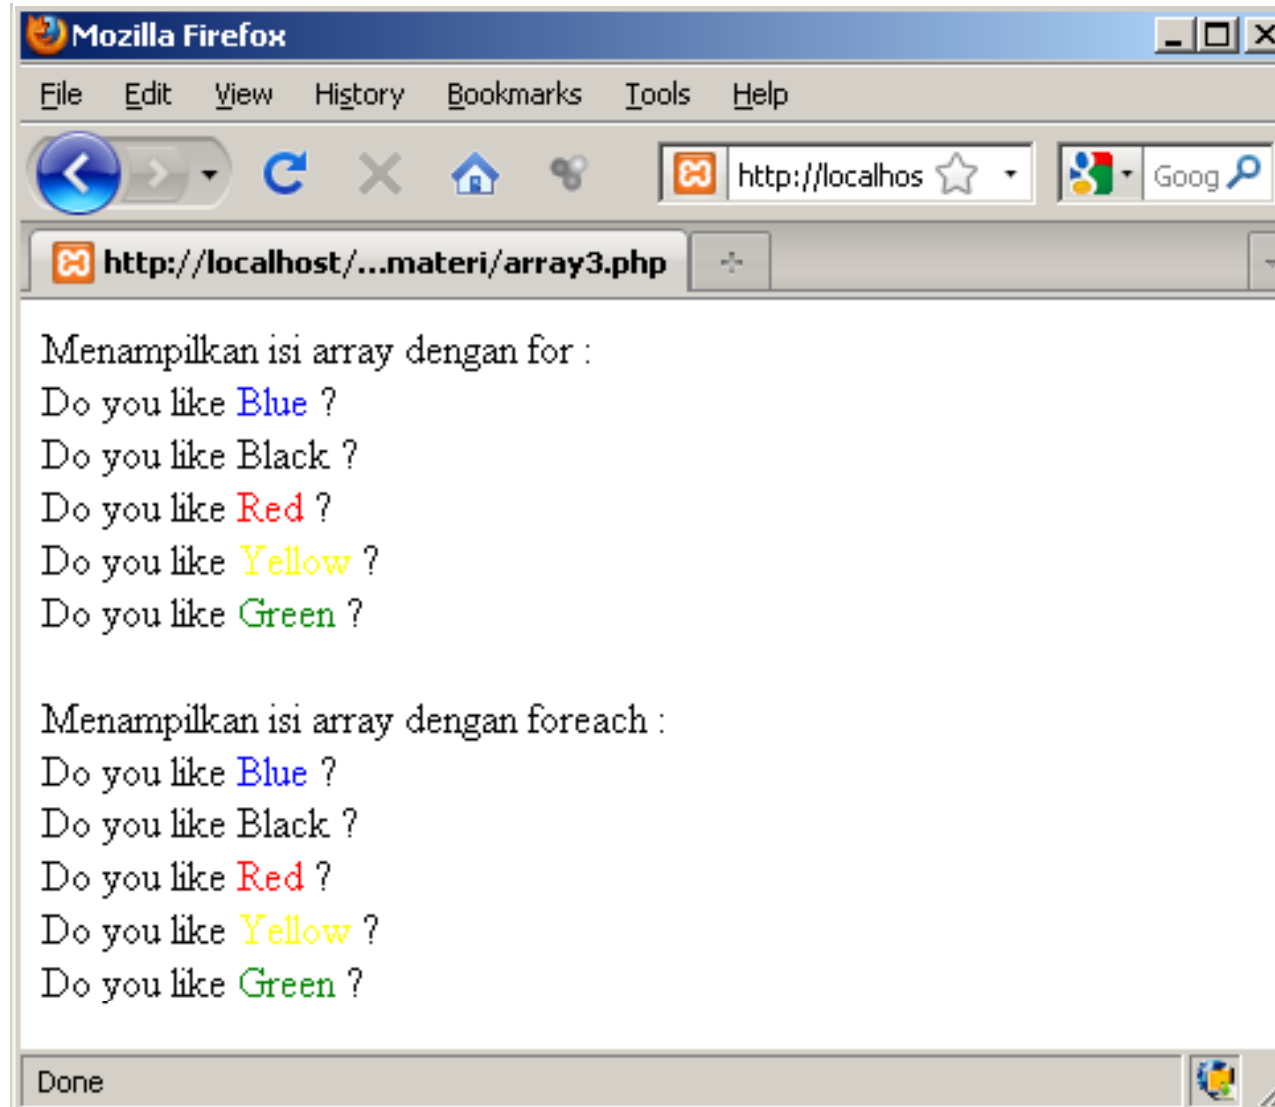 Mozilla Firefox
File Edit View History Bookmarks Tools Help
http://localhos Goog
http://localhost/...materi/array3.php
Menampilkan isi array dengan for :
Do you like Blue ?
Do you like Black ?
Do you like Red ?
Do you like Yellow ?
Do you like Green ?
Menampilkan isi array dengan foreach :
Do you like Blue ?
Do you like Black ?
Do you like Red ?
Do you like Yellow ?
Do you like Green ?
Done